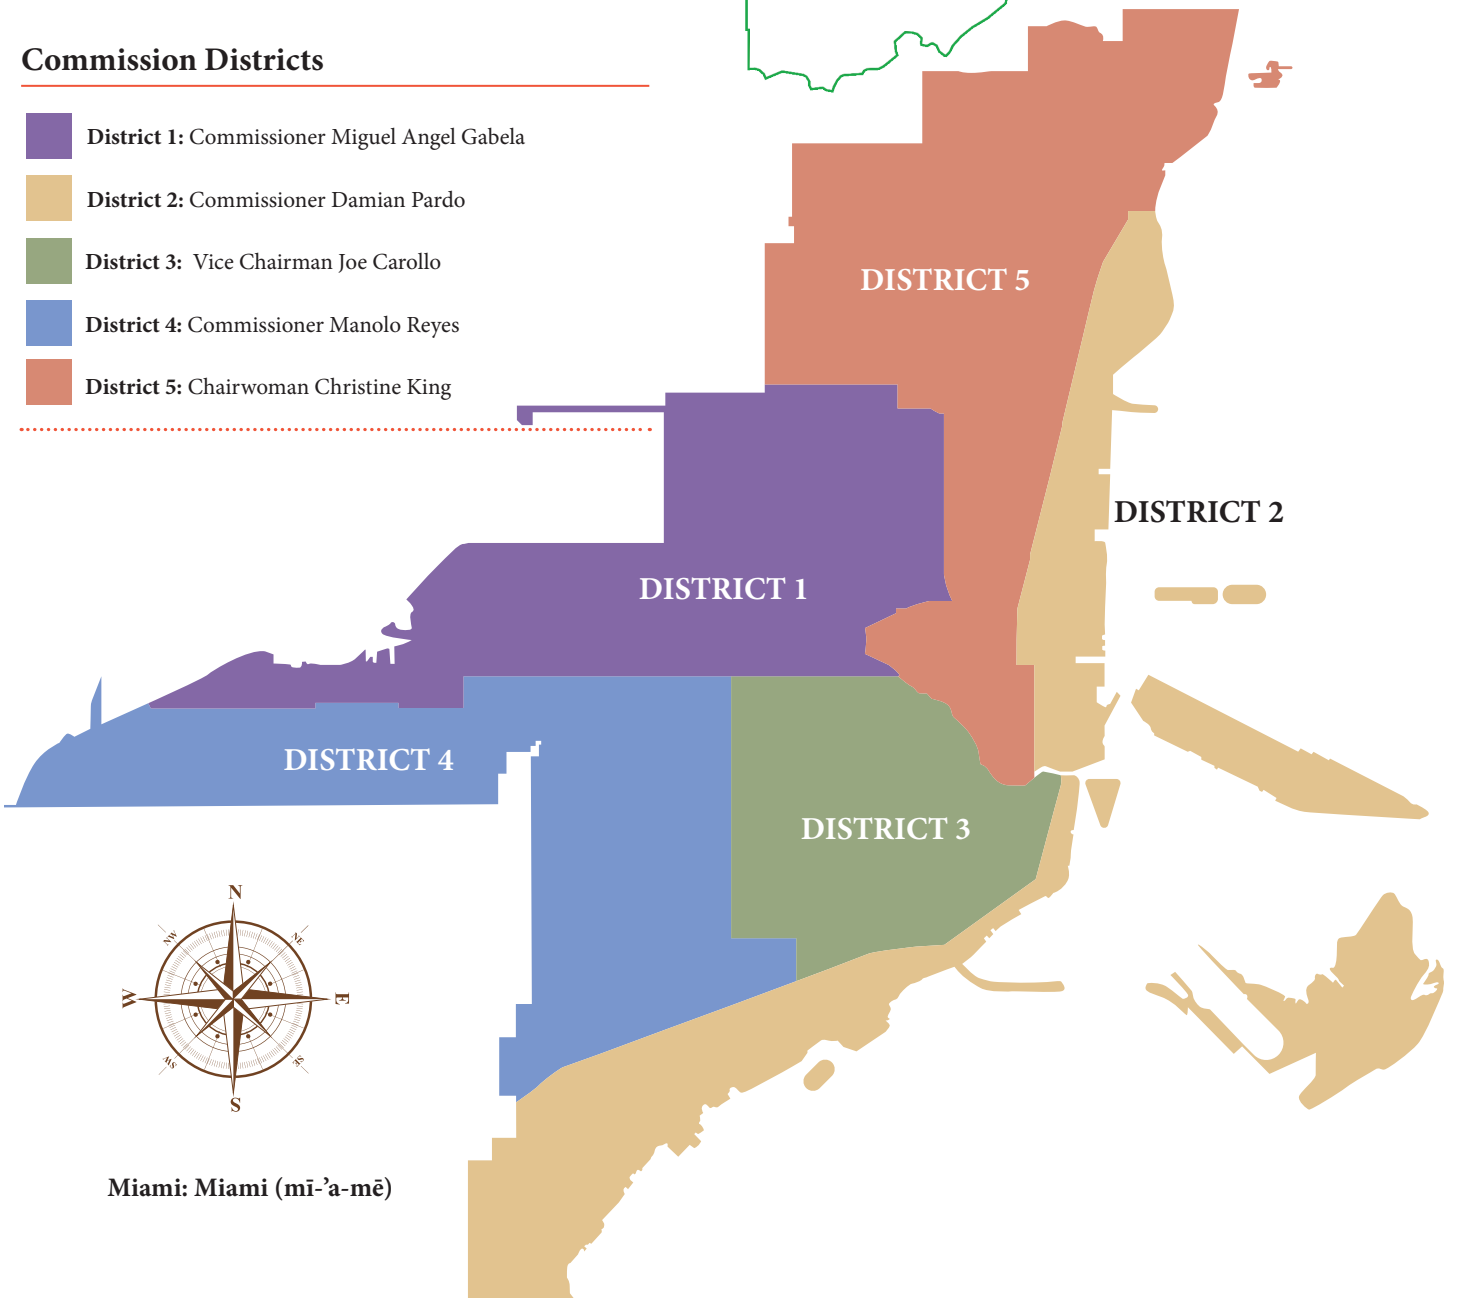 Commission Districts
District 1: Commissioner Miguel Angel Gabela
District 2: Commissioner Damian Pardo
District 3: Vice Chairman Joe Carollo
District 4: Commissioner Manolo Reyes
District 5: Chairwoman Christine King
DISTRICT 5
DISTRICT 2
DISTRICT 1
DISTRICT 4
DISTRICT 3
N
NW
NE
W
E
SW
SE
S
Miami: Miami (mī-’a-mē)